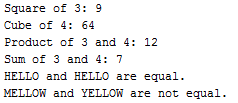 Square of 3: 9
Cube of 4: 64
Product of 3 and 4: 12
Sum of 3 and 4: 7
HELLO and HELLO are equal.
MELLOW and YELLOW are not equal.